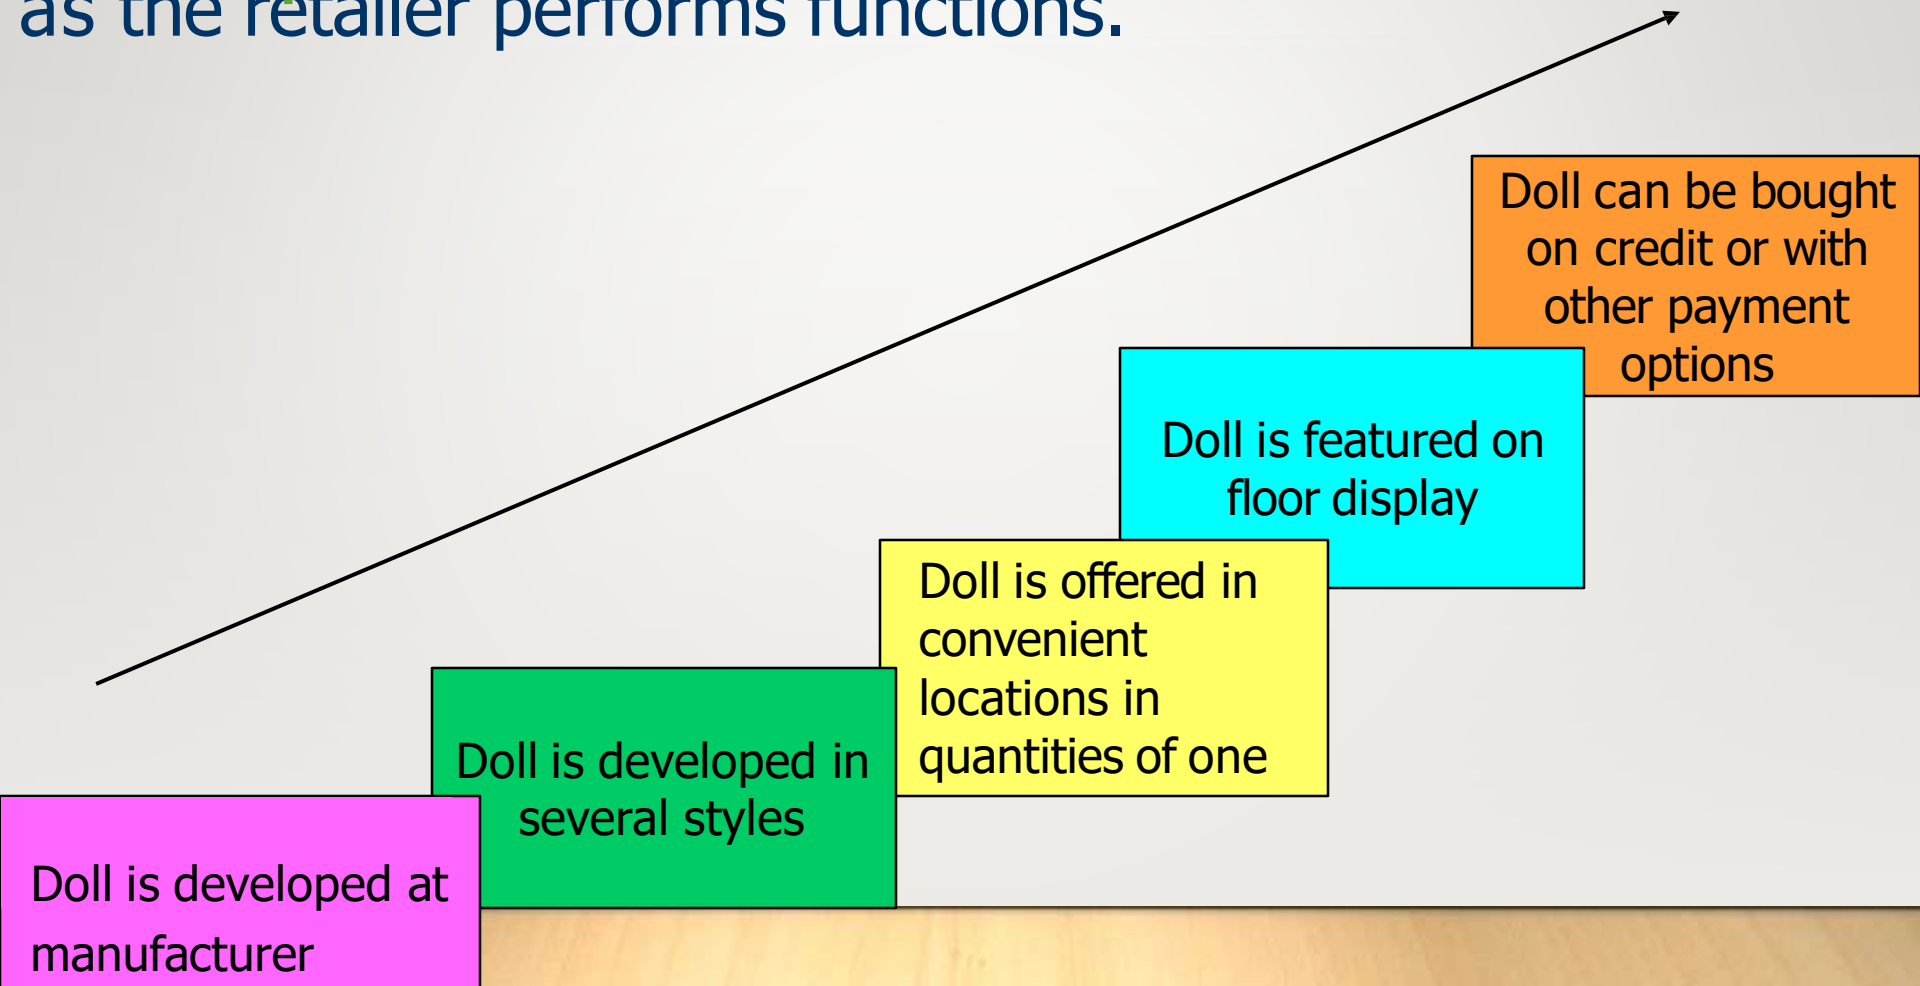 as the retailer performs functions.
Doll can be bought
on credit or with
other payment
options
Doll is featured on
floor display
Doll is offered in
convenient
locations in
quantities of one
Doll is developed in
several styles
Doll is developed at
manufacturer